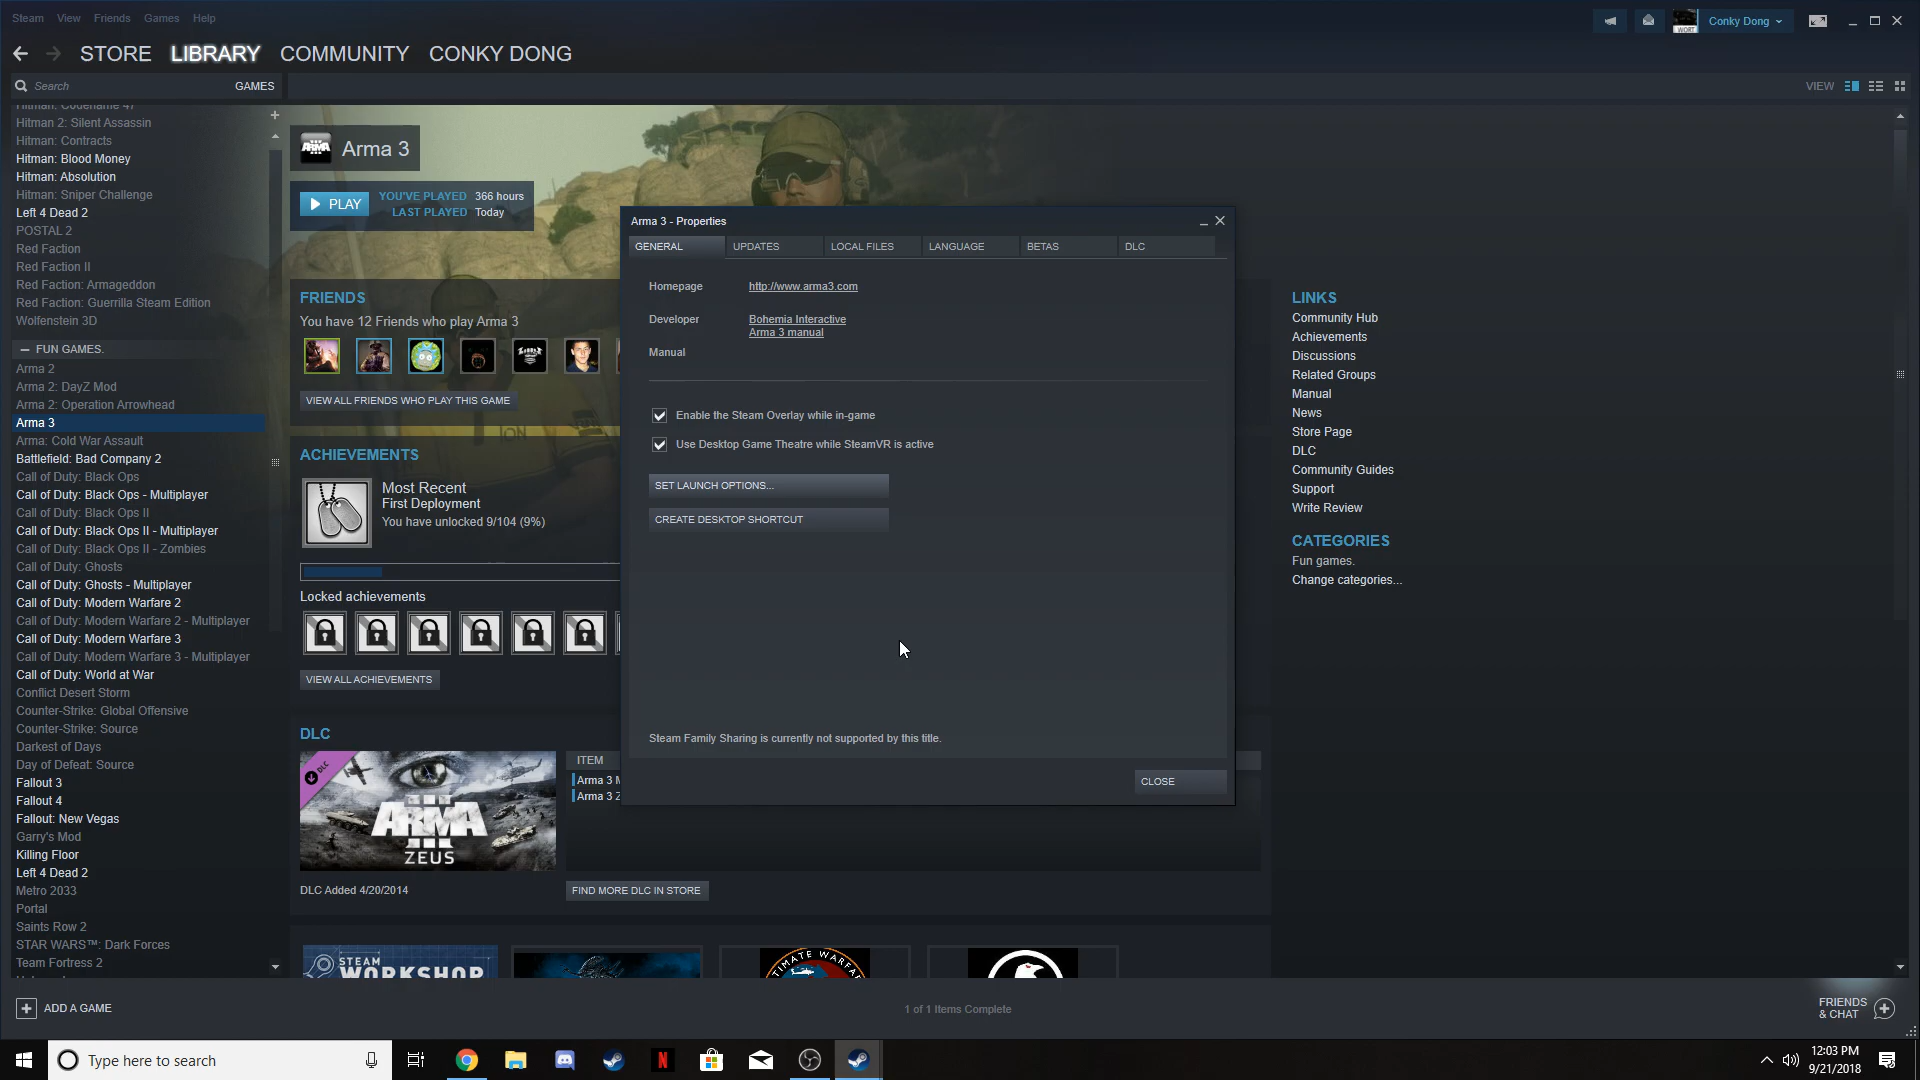 Steam View Friends Games Help
Conky Dong
STORE LIBRARY COMMUNITY CONKY DONG
Search
GAMES
VIEW
Hitman: Codename 47
Hitman 2: Silent Assassin
Hitman: Contracts
Hitman: Blood Money
Hitman: Absolution
Hitman: Sniper Challenge
Left 4 Dead 2
POSTAL 2
Red Faction
Red Faction II
Red Faction: Armageddon
Red Faction: Guerrilla Steam Edition
Wolfenstein 3D
FUN GAMES.
Arma 2
Arma 2: DayZ Mod
Arma 2: Operation Arrowhead
Arma 3
Arma: Cold War Assault
Battlefield: Bad Company 2
Call of Duty: Black Ops
Call of Duty: Black Ops - Multiplayer
Call of Duty: Black Ops II
Call of Duty: Black Ops II - Multiplayer
Call of Duty: Black Ops II - Zombies
Call of Duty: Ghosts
Call of Duty: Ghosts - Multiplayer
Call of Duty: Modern Warfare 2
Call of Duty: Modern Warfare 2 - Multiplayer
Call of Duty: Modern Warfare 3
Call of Duty: Modern Warfare 3 - Multiplayer
Call of Duty: World at War
Conflict Desert Storm
Counter-Strike: Global Offensive
Counter-Strike: Source
Darkest of Days
Day of Defeat: Source
Fallout 3
Fallout 4
Fallout: New Vegas
Garry's Mod
Killing Floor
Left 4 Dead 2
Metro 2033
Portal
Saints Row 2
STAR WARS™: Dark Forces
Team Fortress 2
ADD A GAME
Arma 3
PLAY
YOU'VE PLAYED 366 hours
LAST PLAYED Today
FRIENDS
You have 12 Friends who play Arma 3
VIEW ALL FRIENDS WHO PLAY THIS GAME
ACHIEVEMENTS
Most Recent
First Deployment
You have unlocked 9/104 (9%)
Locked achievements
VIEW ALL ACHIEVEMENTS
DLC
DLC
ARMA
III
ZEUS
DLC Added 4/20/2014
ITEM
Arma 3
Arma 3 Z
FIND MORE DLC IN STORE
STEAM
WORKSHOP
Arma 3 - Properties
GENERAL UPDATES LOCAL FILES LANGUAGE BETAS DLC
Homepage http://www.arma3.com
Developer Bohemia Interactive
Arma 3 manual
Manual
Enable the Steam Overlay while in-game
Use Desktop Game Theatre while SteamVR is active
SET LAUNCH OPTIONS...
CREATE DESKTOP SHORTCUT
Steam Family Sharing is currently not supported by this title.
CLOSE
LINKS
Community Hub
Achievements
Discussions
Related Groups
Manual
News
Store Page
DLC
Community Guides
Support
Write Review
CATEGORIES
Fun games.
Change categories...
1 of 1 Items Complete
FRIENDS
& CHAT
Type here to search
12:03 PM
9/21/2018